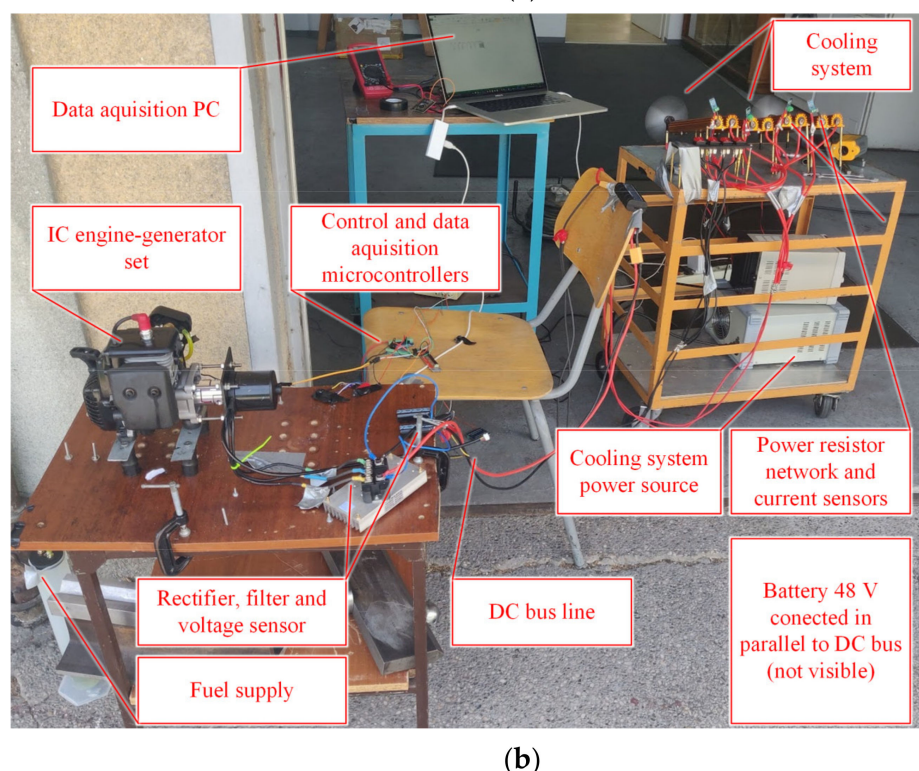 Cooling
system
Data aquisition PC
IC engine-generator
set
Control and data
aquisition
microcontrollers
Cooling system
power source
Power resistor
network and
current sensors
Rectifier, filter and
voltage sensor
DC bus line
Battery 48 V
conected in
parallel to DC bus
(not visible)
Fuel supply
(b)